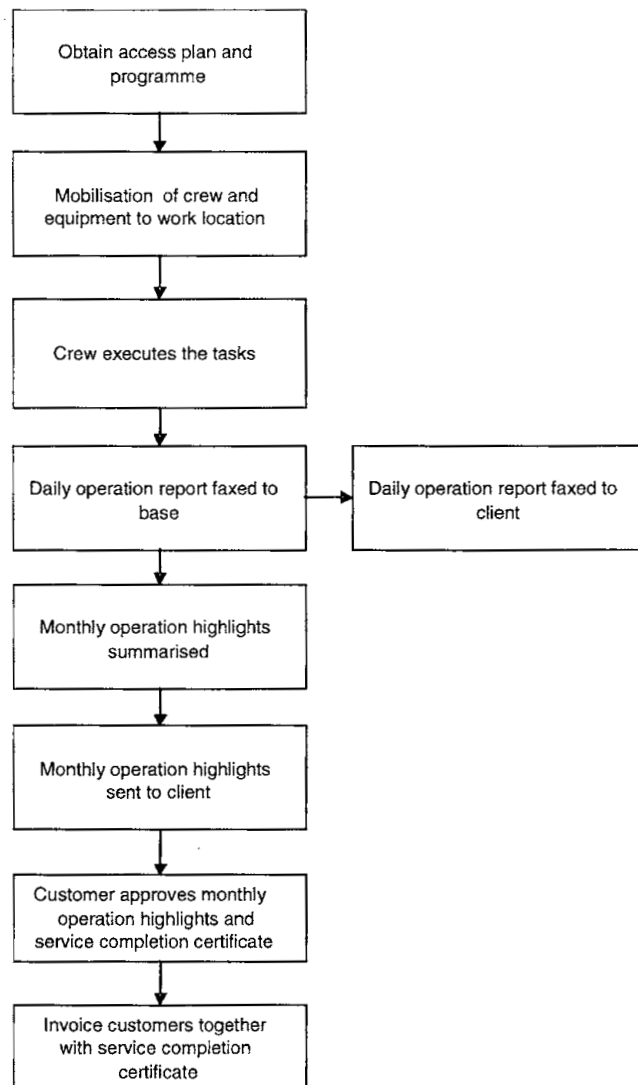 Obtain access plan and
programme
Mobilisation of crew and
equipment to work location
Crew executes the tasks
Daily operation report faxed to
base
Daily operation report faxed to
client
Monthly operation highlights
summarised
Monthly operation highlights
sent to client
Customer approves monthly
operation highlights and
service completion certificate
Invoice customers together
with service completion
certificate